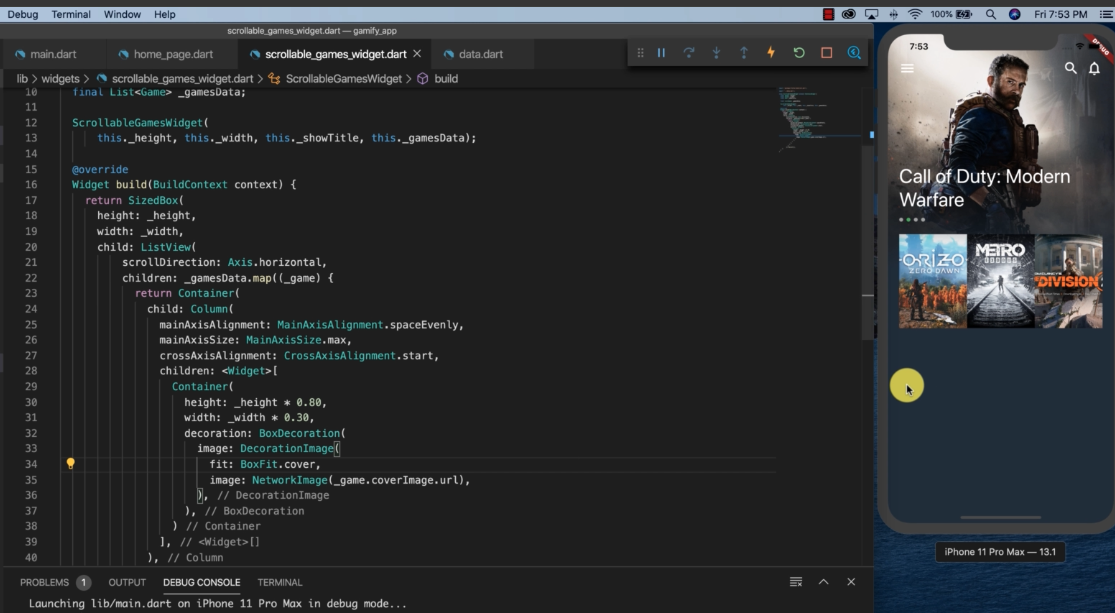 Debug Terminal Window Help
100% Fri 7:53 PM
scrollable_games_widget.dart — gamify_app
main.dart home_page.dart scrollable_games_widget.dart data.dart
lib > widgets > scrollable_games_widget.dart > ScrollableGamesWidget > build
10 final List<Game> _gamesData;
11
12 ScrollableGamesWidget(
13 this._height, this._width, this._showTitle, this._gamesData);
14
15 @override
16 Widget build(BuildContext context) {
17 return SizedBox(
18 height: _height,
19 width: _width,
20 child: ListView(
21 scrollDirection: Axis.horizontal,
22 children: _gamesData.map((_game) {
23 return Container(
24 child: Column(
25 mainAxisAlignment: MainAxisAlignment.spaceEvenly,
26 mainAxisSize: MainAxisSize.max,
27 crossAxisAlignment: CrossAxisAlignment.start,
28 children: <Widget>[
29 Container(
30 height: _height * 0.80,
31 width: _width * 0.30,
32 decoration: BoxDecoration(
33 image: DecorationImage(
34 fit: BoxFit.cover,
35 image: NetworkImage(_game.coverImage.url),
36 ), // DecorationImage
37 ), // BoxDecoration
38 ) // Container
39 ], // <Widget>[]
40 ), // Column
PROBLEMS 1 OUTPUT DEBUG CONSOLE TERMINAL
Launching lib/main.dart on iPhone 11 Pro Max in debug mode...
7:53
DEBUG
Call of Duty: Modern
Warfare
ORIZO
ZERO DAWN
METRO
EXODUS
DIVISION
iPhone 11 Pro Max — 13.1